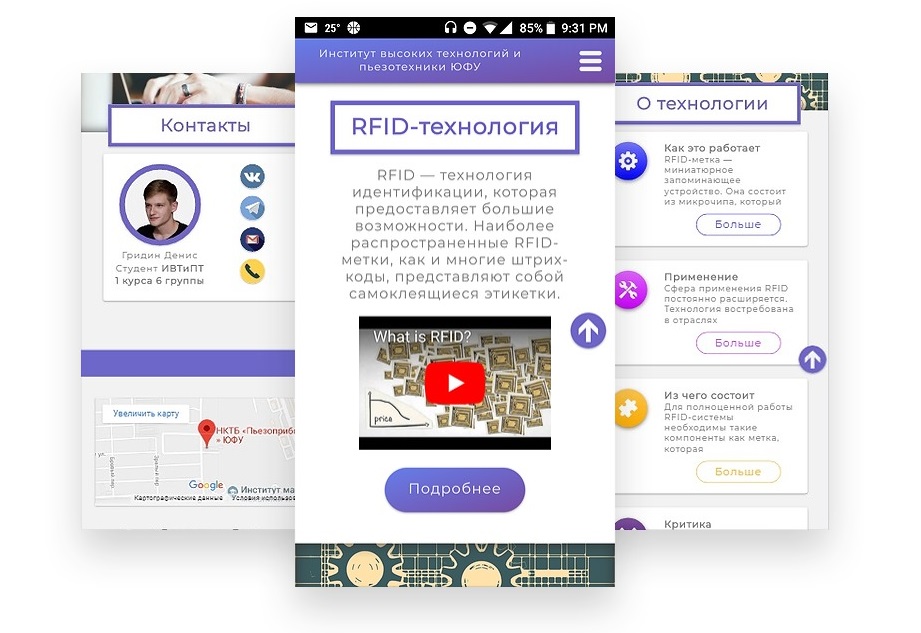 25°
85%
9:31 PM
Институт высоких технологий и
пьезотехники ЮФУ
RFID-технология
RFID — технология
идентификации, которая
предоставляет большие
возможности. Наиболее
распространенные RFID-
метки, как и многие штрих-
коды, представляют собой
самоклеящиеся этикетки.
What is RFID?
price
Подробнее
Контакты
Гридин Денис
Студент ИВТиПТ
1 курса 6 группы
Увеличить карту
НКТБ «Пьезоприбо
» ЮФУ
ул.
Google
Институт ма
Картографические данные
Условия использов
О технологии
Как это работает
RFID-метка —
миниатюрное
запоминающее
устройство. Она состоит
из микрочипа, который
Больше
Применение
Сфера применения RFID
постоянно расширяется.
Технология востребована
в отраслях
Больше
Из чего состоит
Для полноценной работы
RFID-системы
необходимы такие
компоненты как метка,
которая
Больше
Критика